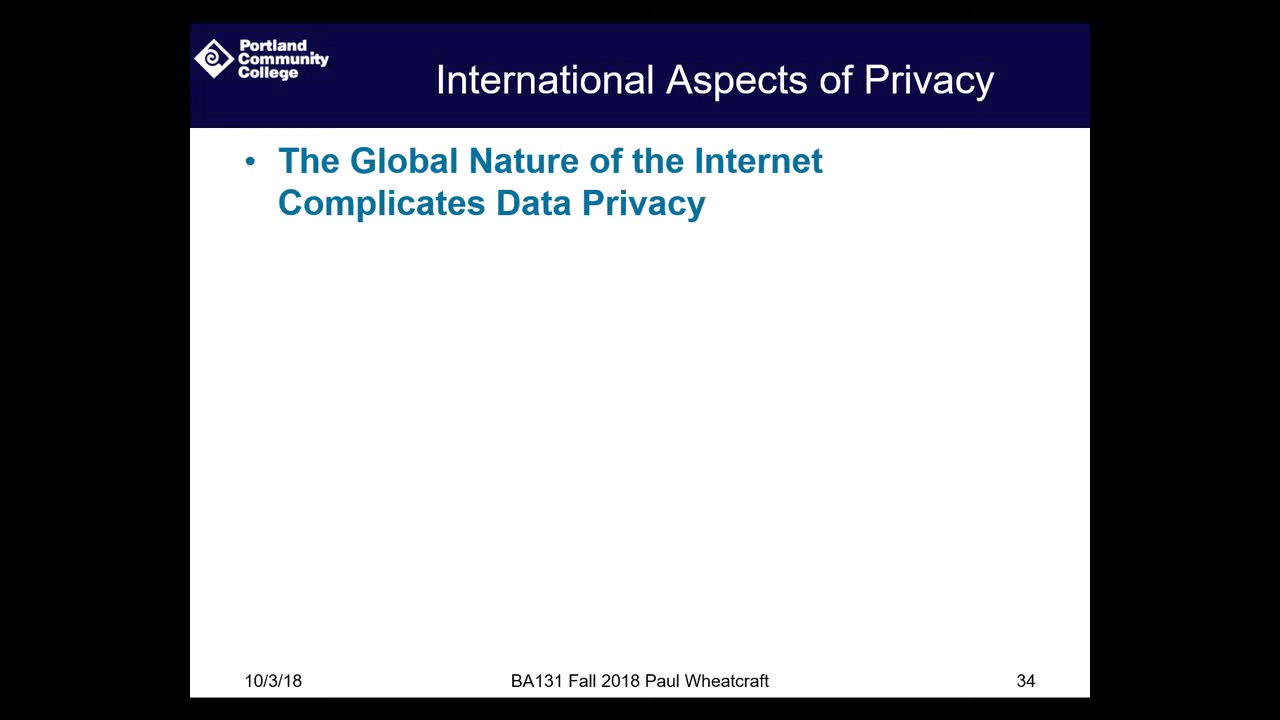 Portland
Community
College
International Aspects of Privacy
• The Global Nature of the Internet
Complicates Data Privacy
10/3/18
BA131 Fall 2018 Paul Wheatcraft
34